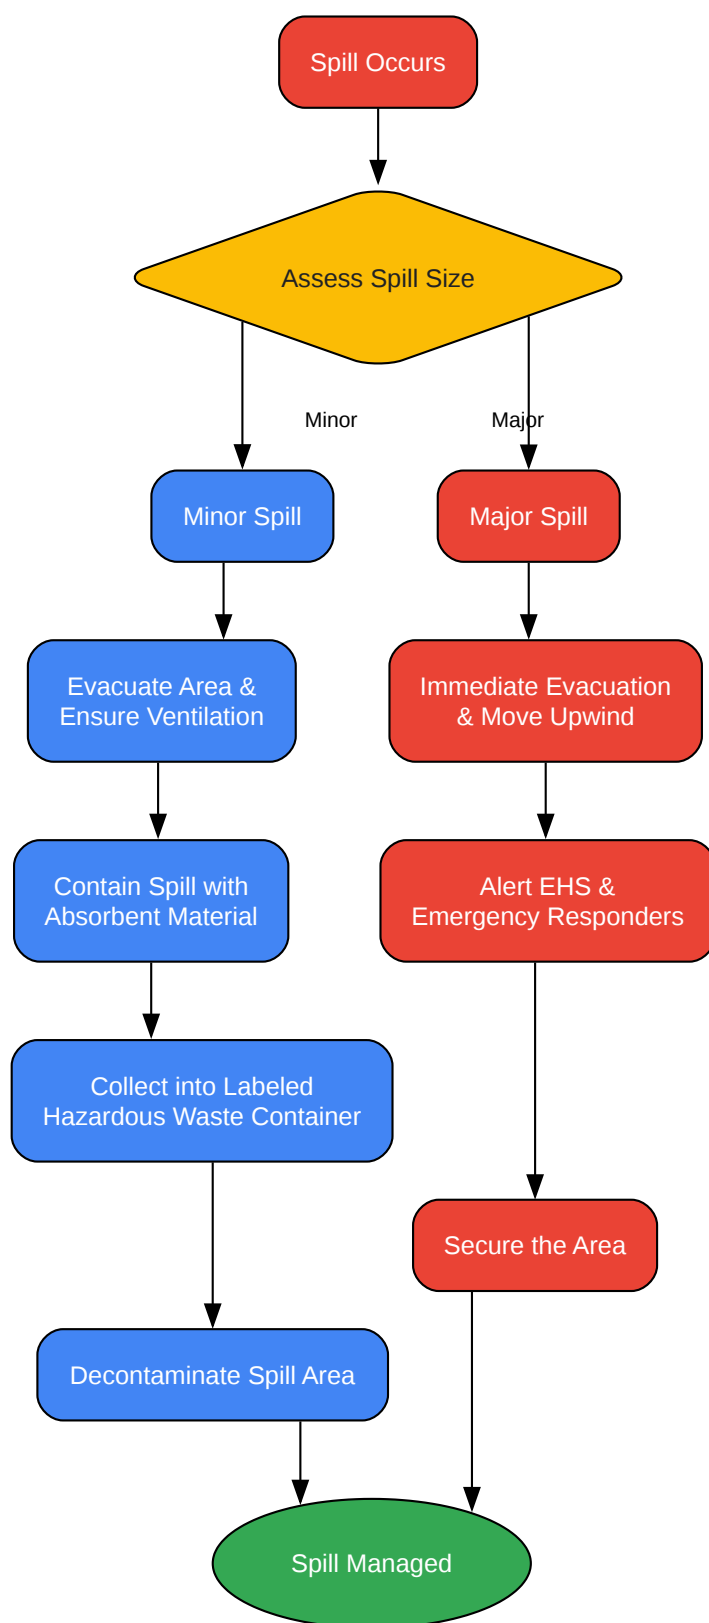 Spill Occurs
Assess Spill Size
Minor
Major
Minor Spill
Major Spill
Evacuate Area &
Ensure Ventilation
Immediate Evacuation
& Move Upwind
Contain Spill with
Absorbent Material
Alert EHS &
Emergency Responders
Collect into Labeled
Hazardous Waste Container
Secure the Area
Decontaminate Spill Area
Spill Managed